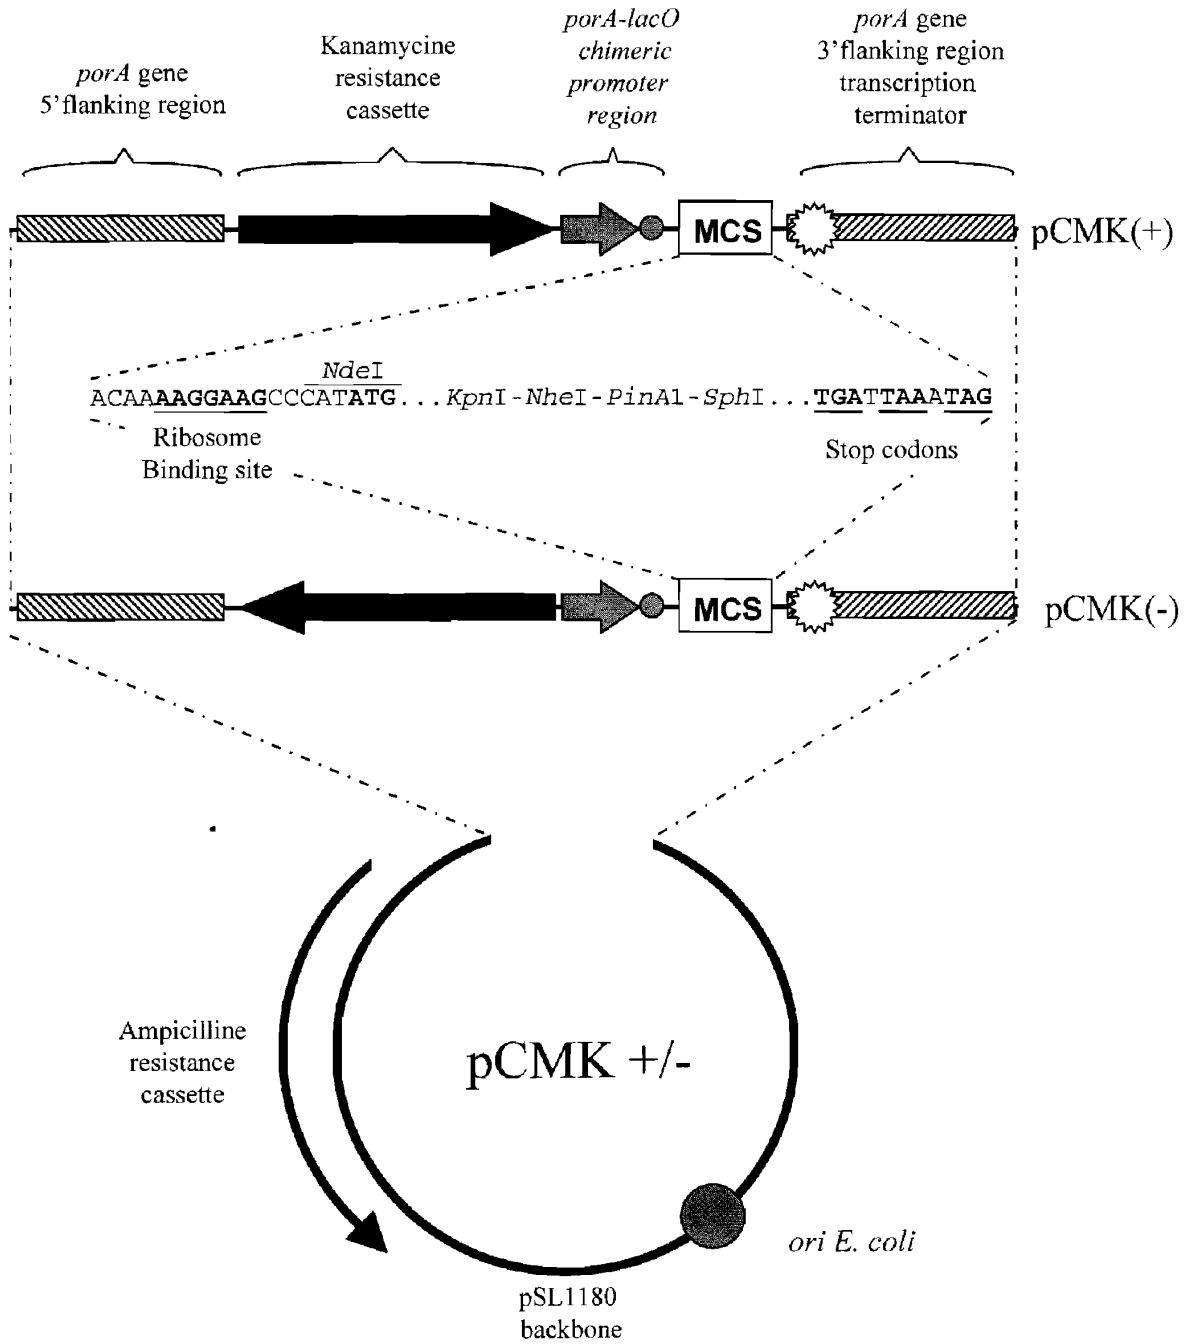 porA gene
5'flanking region
Kanamycine
resistance
cassette
porA-lacO
chimeric
promoter
region
porA gene
3'flanking region
transcription
terminator
MCS
pCMK(+)
NdeI
ACAAAAGGAAGCCCCATATG...KpnI-NheI-PinA1-SphI...TGATTAAATAG
Ribosome
Binding site
Stop codons
MCS
pCMK(-)
Ampicilline
resistance
cassette
pCMK +/-
ori E. coli
pSL1180
backbone